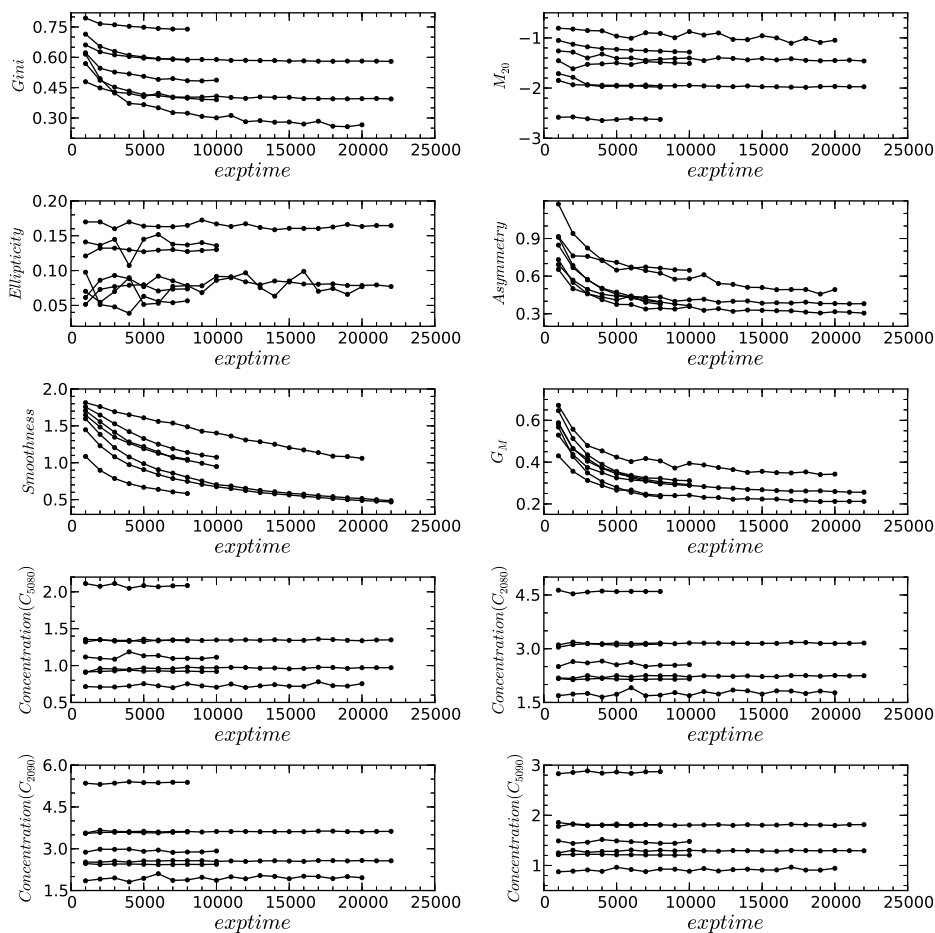 0.75
0.60
0.45
0.30
Gini
0 5000 10000 15000 20000 25000
exptime
−1
−2
−3
M20
0 5000 10000 15000 20000 25000
exptime
0.20
0.15
0.10
0.05
Ellipticity
0 5000 10000 15000 20000 25000
exptime
0.9
0.6
0.3
Asymmetry
0 5000 10000 15000 20000 25000
exptime
2.0
1.5
1.0
0.5
Smoothness
0 5000 10000 15000 20000 25000
exptime
0.6
0.4
0.2
GM
0 5000 10000 15000 20000 25000
exptime
2.0
1.5
1.0
0.5
Concentration(C5080)
0 5000 10000 15000 20000 25000
exptime
4.5
3.0
1.5
Concentration(C2080)
0 5000 10000 15000 20000 25000
exptime
6.0
4.5
3.0
1.5
Concentration(C2090)
0 5000 10000 15000 20000 25000
exptime
3
2
1
Concentration(C5090)
0 5000 10000 15000 20000 25000
exptime